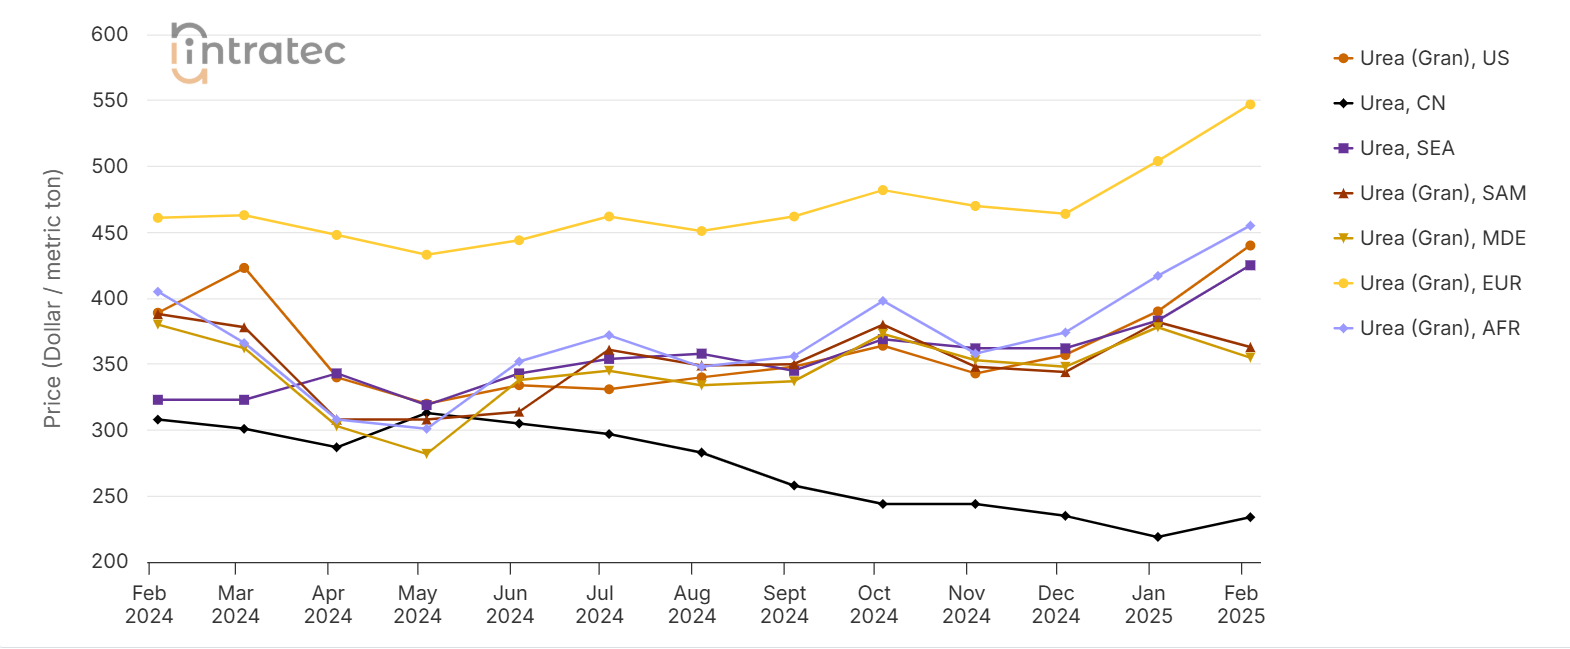 600
550
500
450
400
350
300
250
200
Price (Dollar / metric ton)
intratec
Feb 2024
Mar 2024
Apr 2024
May 2024
Jun 2024
Jul 2024
Aug 2024
Sept 2024
Oct 2024
Nov 2024
Dec 2024
Jan 2025
Feb 2025
Urea (Gran), US
Urea, CN
Urea, SEA
Urea (Gran), SAM
Urea (Gran), MDE
Urea (Gran), EUR
Urea (Gran), AFR